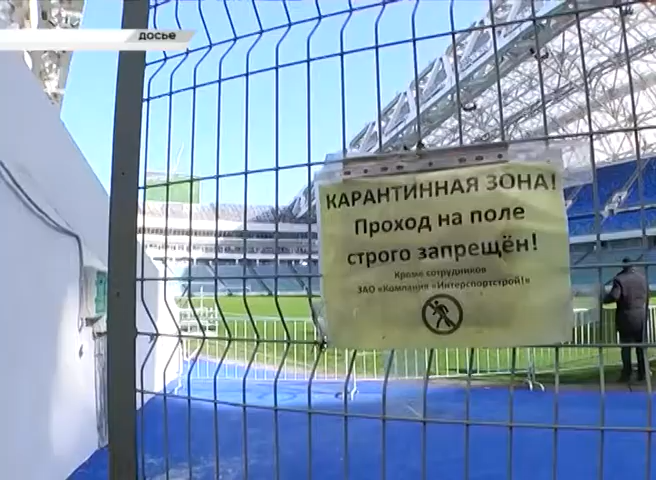 досье
КАРАНТИННАЯ ЗОНА!
Проход на поле
строго запрещён!
Кроме сотрудников
ЗАО «Компания «Интерспортстрой!»